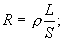 R = ρ L/S;